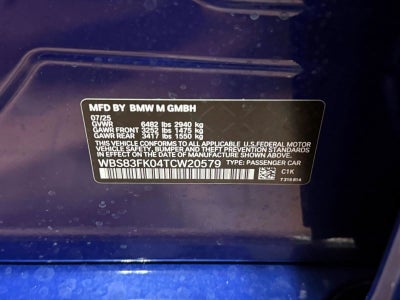 MFD BY BMW M GMBH
07/25
GVWR 6482 lbs 2940 kg
GAWR FRONT 3252 lbs 1475 kg
GAWR REAR 3417 lbs 1550 kg
THIS VEHICLE CONFORMS TO ALL APPLICABLE U.S.FEDERAL MOTOR
VEHICLE SAFETY, BUMPER AND THEFT PREVENTION STANDARDS
IN EFFECT ON THE DATE OF MANUFACTURE SHOWN ABOVE.
WBS83FK04TCW20579 TYPE: PASSENGER CAR
C1K